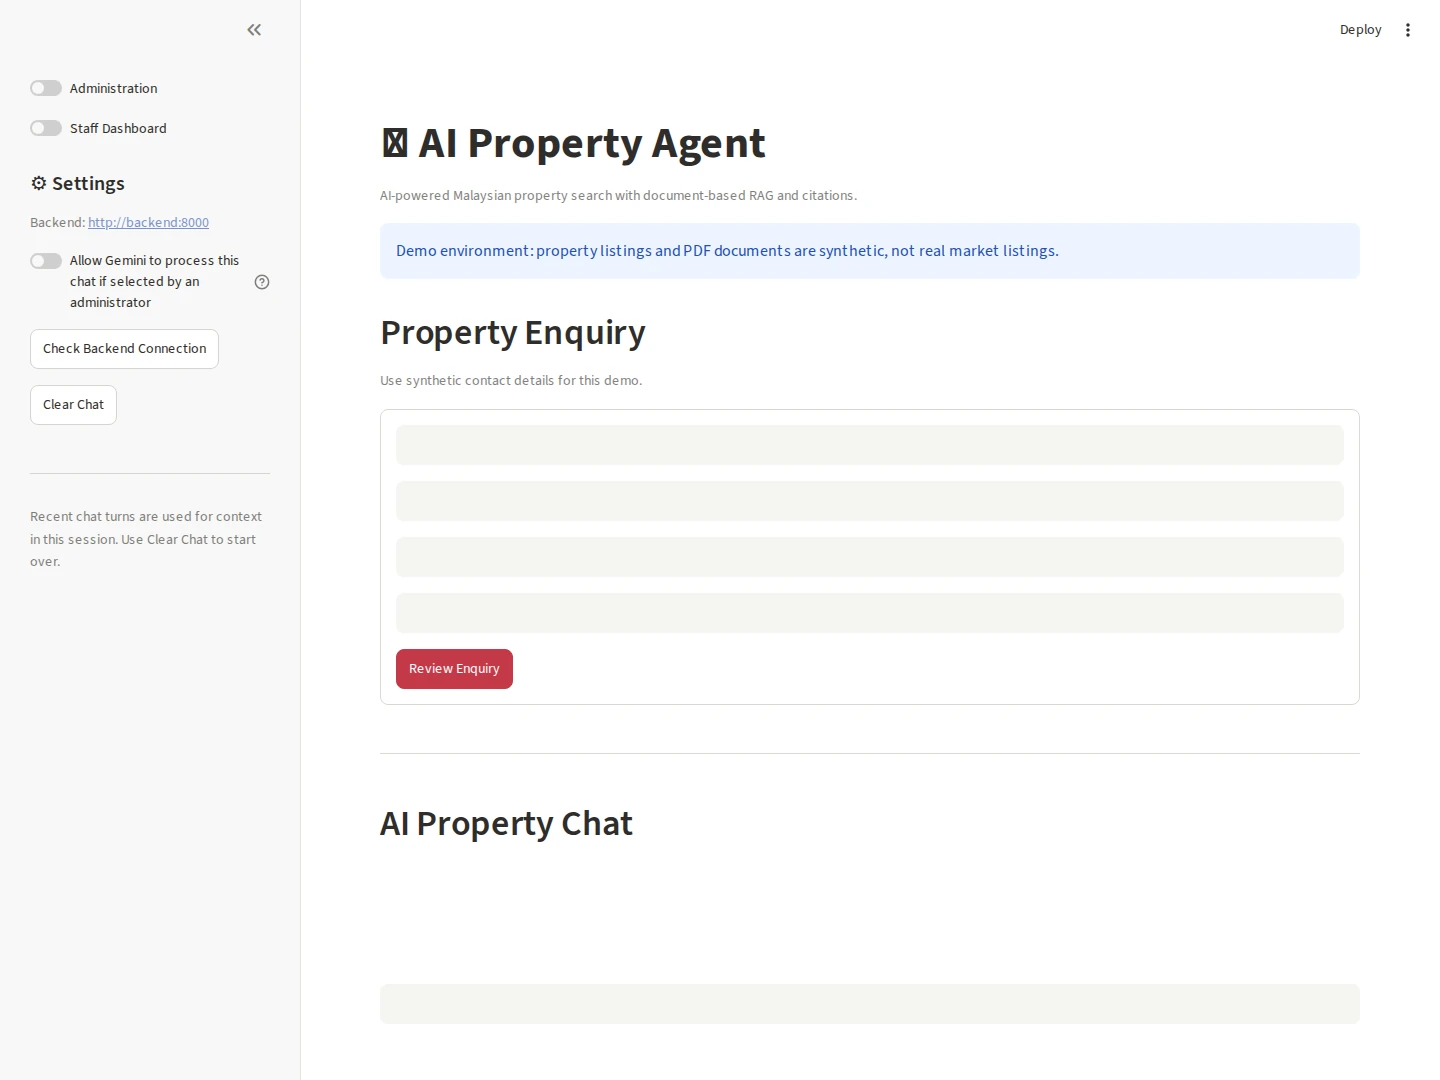 Deploy
Administration
Staff Dashboard
⚙ Settings
Backend: http://backend:8000
Allow Gemini to process this
chat if selected by an
administrator
Check Backend Connection
Clear Chat
Recent chat turns are used for context
in this session. Use Clear Chat to start
over.
AI Property Agent
AI-powered Malaysian property search with document-based RAG and citations.
Demo environment: property listings and PDF documents are synthetic, not real market listings.
Property Enquiry
Use synthetic contact details for this demo.
Review Enquiry
AI Property Chat